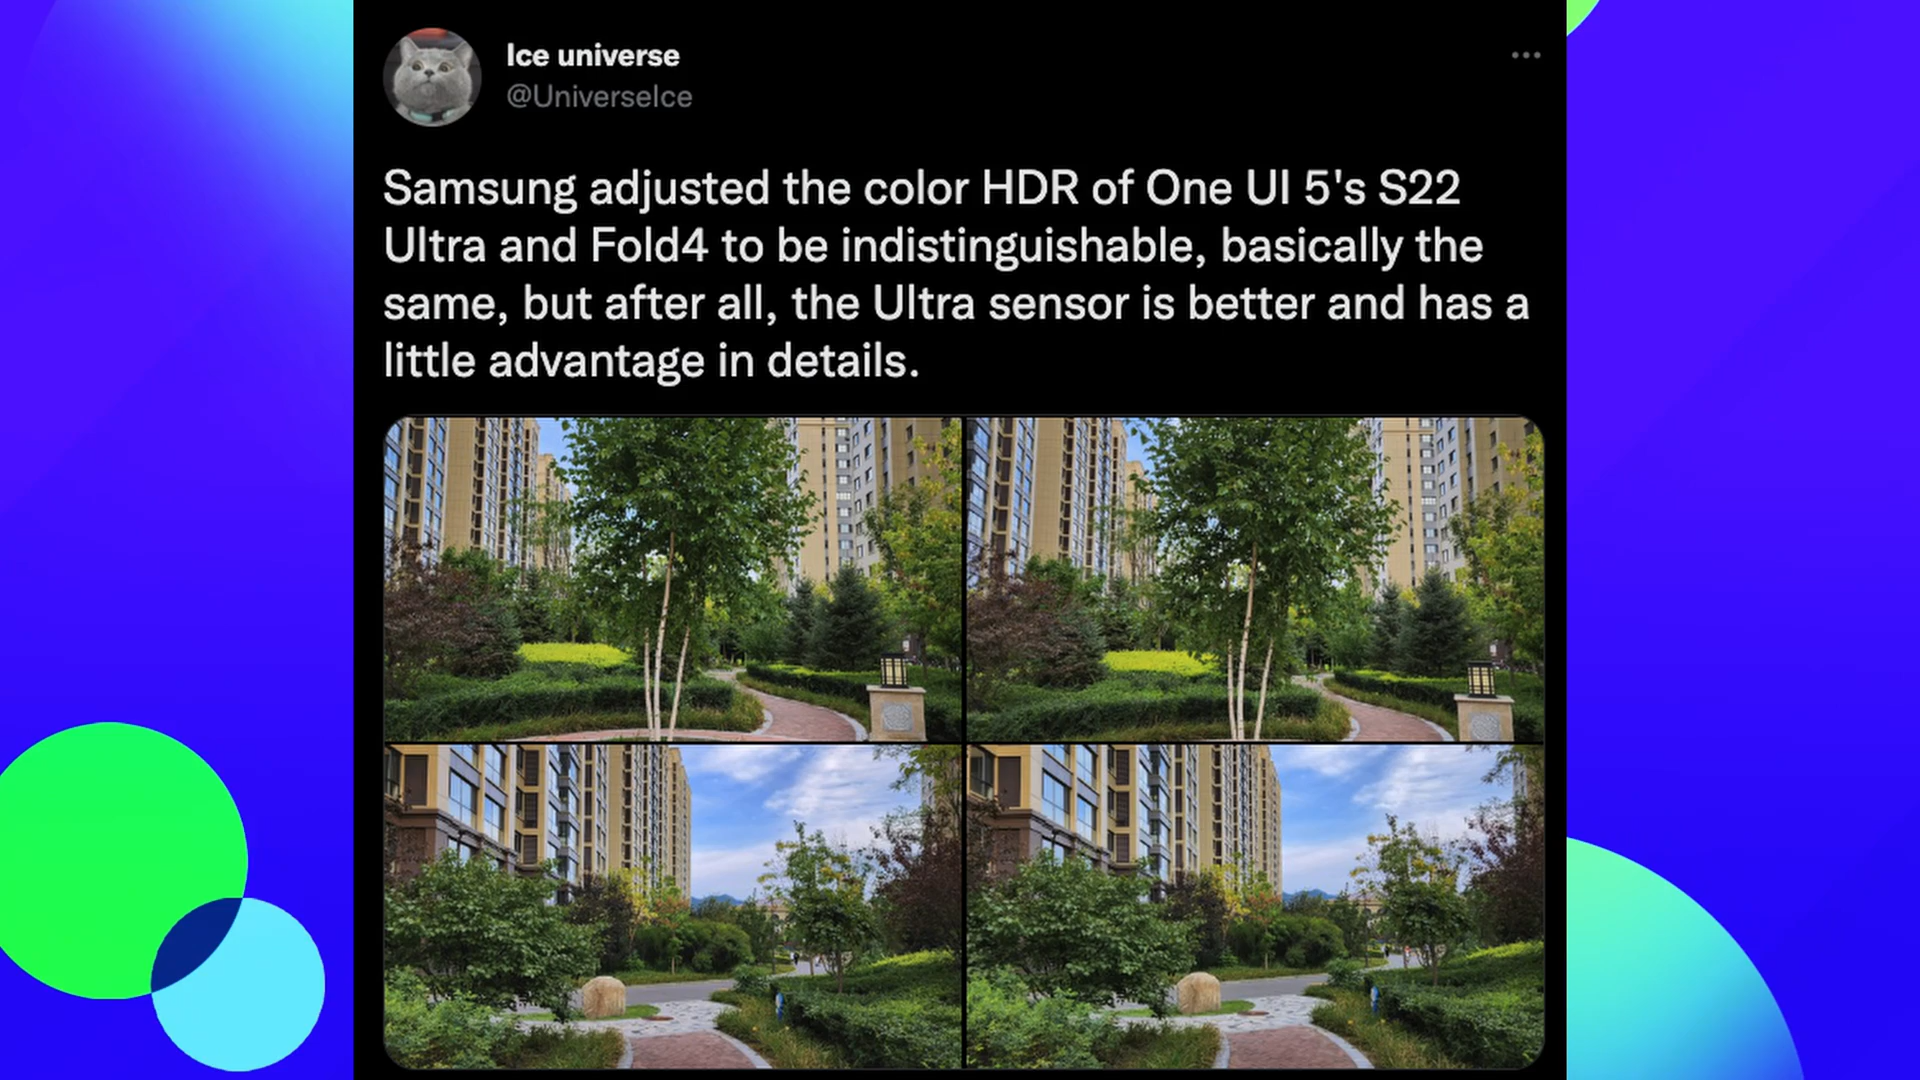 Ice universe
@UniverseIce
Samsung adjusted the color HDR of One UI 5's S22
Ultra and Fold4 to be indistinguishable, basically the
same, but after all, the Ultra sensor is better and has a
little advantage in details.